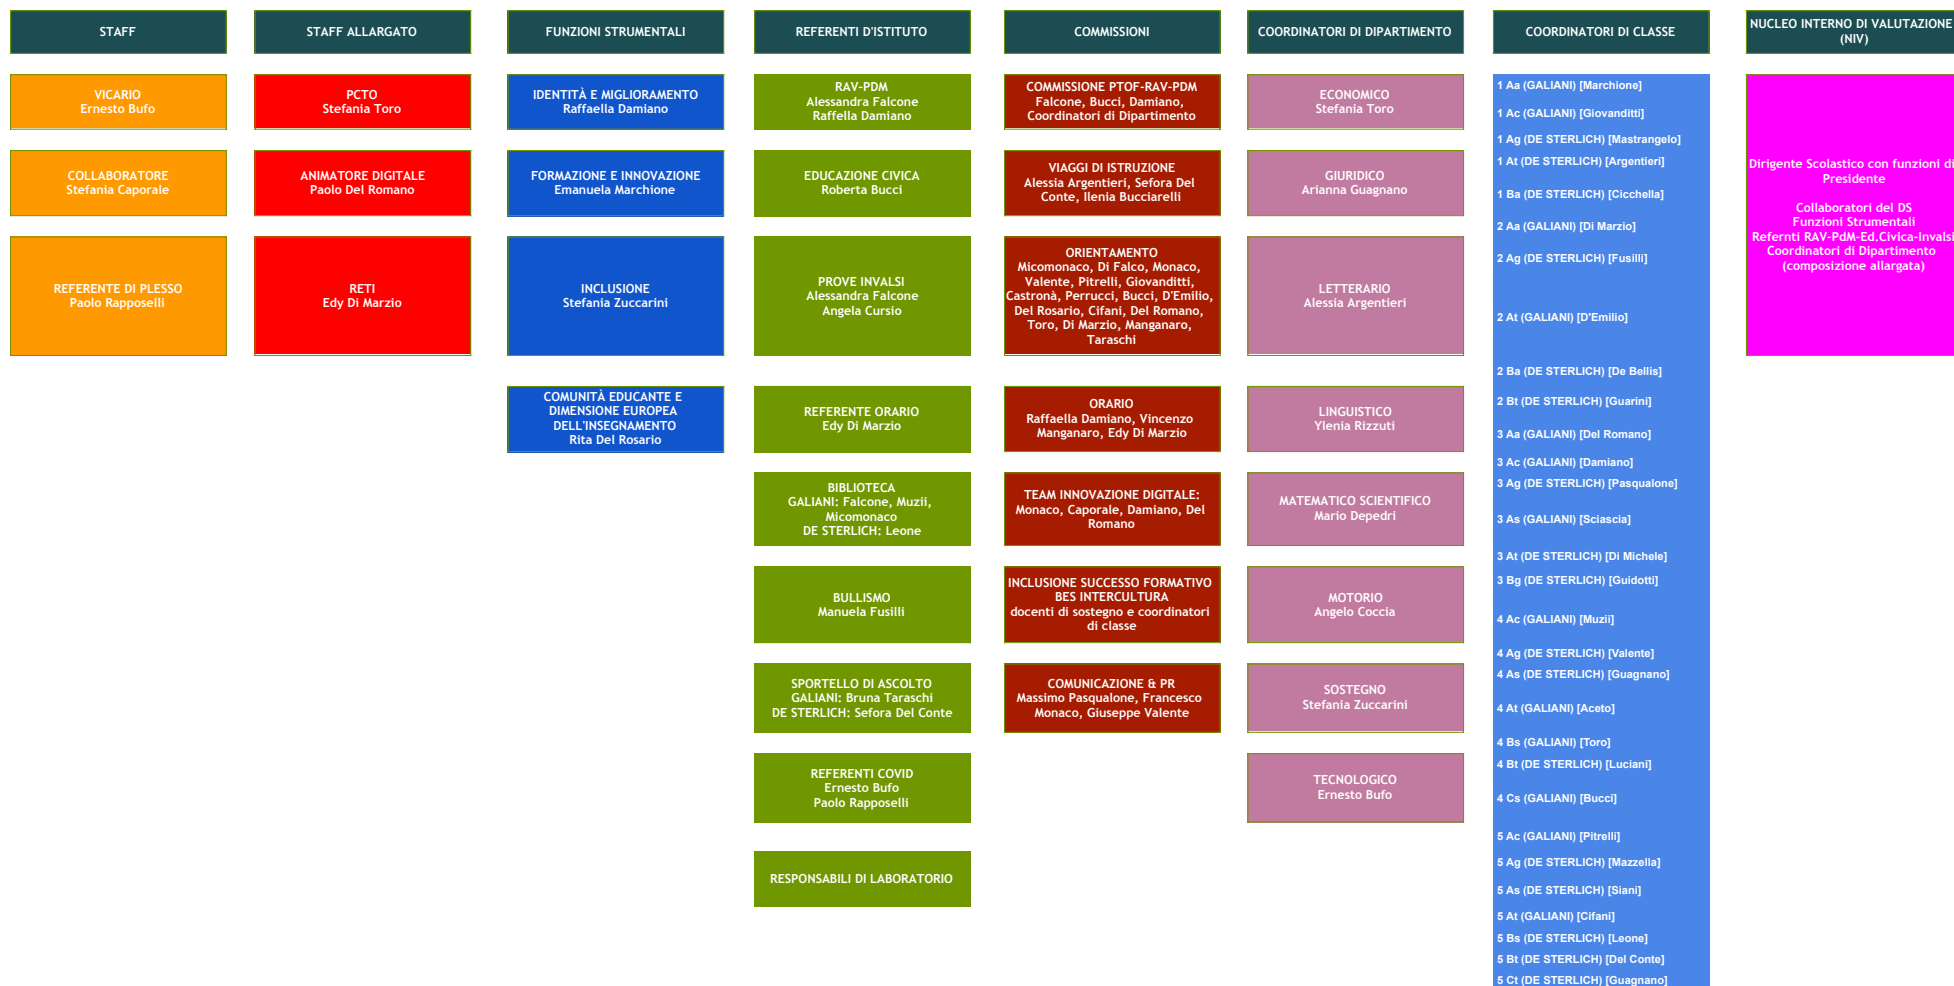 STAFF
VICARIO
Ernesto Bufo
COLLABORATORE
Stefania Caporale
REFERENTE DI PLESSO
Paolo Rapposelli
STAFF ALLARGATO
PCTO
Stefania Toro
ANIMATORE DIGITALE
Paolo Del Romano
RETI
Edy Di Marzio
FUNZIONI STRUMENTALI
IDENTITÀ E MIGLIORAMENTO
Raffaella Damiano
FORMAZIONE E INNOVAZIONE
Emanuela Marchione
INCLUSIONE
Stefania Zuccarini
COMUNITÀ EDUCANTE E
DIMENSIONE EUROPEA
DELL'INSEGNAMENTO
Rita Del Rosario
REFERENTI D'ISTITUTO
RAV-PDM
Alessandra Falcone
Raffella Damiano
EDUCAZIONE CIVICA
Roberta Bucci
PROVE INVALSI
Alessandra Falcone
Angela Cursio
REFERENTE ORARIO
Edy Di Marzio
BIBLIOTECA
GALIANI: Falcone, Muzii,
Micomonaco
DE STERLICH: Leone
BULLISMO
Manuela Fusilli
SPORTELLO DI ASCOLTO
GALIANI: Bruna Taraschi
DE STERLICH: Sefora Del Conte
REFERENTI COVID
Ernesto Bufo
Paolo Rapposelli
RESPONSABILI DI LABORATORIO
COMMISSIONI
COMMISSIONE PTOF-RAV-PDM
Falcone, Bucci, Damiano,
Coordinatori di Dipartimento
VIAGGI DI ISTRUZIONE
Alessia Argentieri, Sefora Del
Conte, Ilenia Bucciarelli
ORIENTAMENTO
Micomonaco, Di Falco, Monaco,
Valente, Pitrelli, Giovanditti,
Castronà, Perrucci, Bucci, D'Emilio,
Del Rosario, Cifani, Del Romano,
Toro, Di Marzio, Manganaro,
Taraschi
ORARIO
Raffaella Damiano, Vincenzo
Manganaro, Edy Di Marzio
TEAM INNOVAZIONE DIGITALE:
Monaco, Caporale, Damiano, Del
Romano
INCLUSIONE SUCCESSO FORMATIVO
BES INTERCULTURA
docenti di sostegno e coordinatori
di classe
COMUNICAZIONE & PR
Massimo Pasqualone, Francesco
Monaco, Giuseppe Valente
COORDINATORI DI DIPARTIMENTO
ECONOMICO
Stefania Toro
GIURIDICO
Arianna Guagnano
LETTERARIO
Alessia Argentieri
LINGUISTICO
Ylenia Rizzuti
MATEMATICO SCIENTIFICO
Mario Depedri
MOTORIO
Angelo Coccia
SOSTEGNO
Stefania Zuccarini
TECNOLOGICO
Ernesto Bufo
COORDINATORI DI CLASSE
1 Aa (GALIANI) [Marchione]
1 Ac (GALIANI) [Giovanditti]
1 Ag (DE STERLICH) [Mastrangelo]
1 At (DE STERLICH) [Argentieri]
1 Ba (DE STERLICH) [Cicchella]
2 Aa (GALIANI) [Di Marzio]
2 Ag (DE STERLICH) [Fusilli]
2 At (GALIANI) [D'Emilio]
2 Ba (DE STERLICH) [De Bellis]
2 Bt (DE STERLICH) [Guarini]
3 Aa (GALIANI) [Del Romano]
3 Ac (GALIANI) [Damiano]
3 Ag (DE STERLICH) [Pasqualone]
3 As (GALIANI) [Sciascia]
3 At (DE STERLICH) [Di Michele]
3 Bg (DE STERLICH) [Guidotti]
4 Ac (GALIANI) [Muzii]
4 Ag (DE STERLICH) [Valente]
4 As (DE STERLICH) [Guagnano]
4 At (GALIANI) [Aceto]
4 Bs (GALIANI) [Toro]
4 Bt (DE STERLICH) [Luciani]
4 Cs (GALIANI) [Bucci]
5 Ac (GALIANI) [Pitrelli]
5 Ag (DE STERLICH) [Mazzella]
5 As (DE STERLICH) [Siani]
5 At (GALIANI) [Cifani]
5 Bs (DE STERLICH) [Leone]
5 Bt (DE STERLICH) [Del Conte]
5 Ct (DE STERLICH) [Guagnano]
NUCLEO INTERNO DI VALUTAZIONE
(NIV)
Dirigente Scolastico con funzioni di
Presidente
Collaboratori del DS
Funzioni Strumentali
Refernti RAV-PdM-Ed.Civica-Invalsi
Coordinatori di Dipartimento
(composizione allargata)